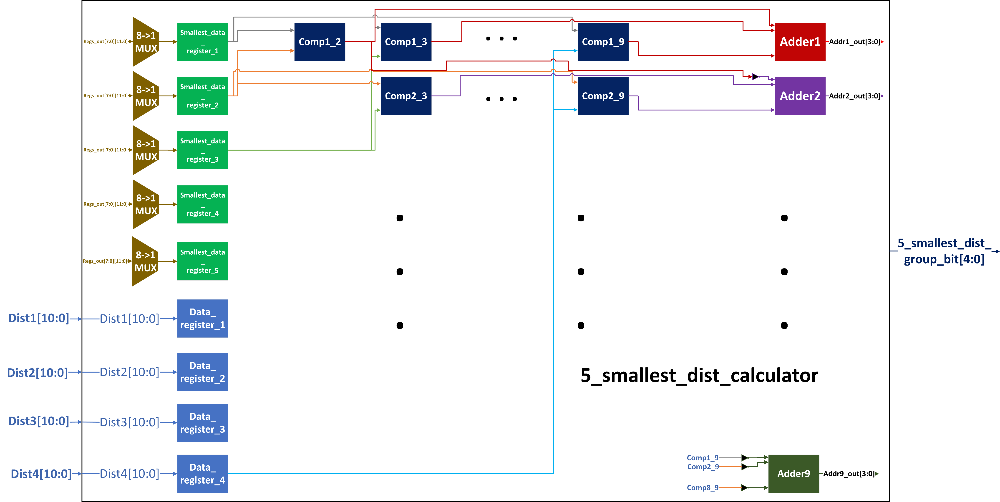 Regs_out[7:0][11:0]
8->1
MUX
Smallest_data
_
register_1
Comp1_2
Comp1_3
Comp1_9
Adder1
Addr1_out[3:0]
Regs_out[7:0][11:0]
8->1
MUX
Smallest_data
_
register_2
Comp2_3
Comp2_9
Adder2
Addr2_out[3:0]
Regs_out[7:0][11:0]
8->1
MUX
Smallest_data
_
register_3
Regs_out[7:0][11:0]
8->1
MUX
Smallest_data
_
register_4
Regs_out[7:0][11:0]
8->1
MUX
Smallest_data
_
register_5
5_smallest_dist_
group_bit[4:0]
Dist1[10:0]
Dist1[10:0]
Data_
register_1
Dist2[10:0]
Dist2[10:0]
Data_
register_2
5_smallest_dist_calculator
Dist3[10:0]
Dist3[10:0]
Data_
register_3
Dist4[10:0]
Dist4[10:0]
Data_
register_4
Comp1_9
Comp2_9
Comp8_9
Adder9
Addr9_out[3:0]